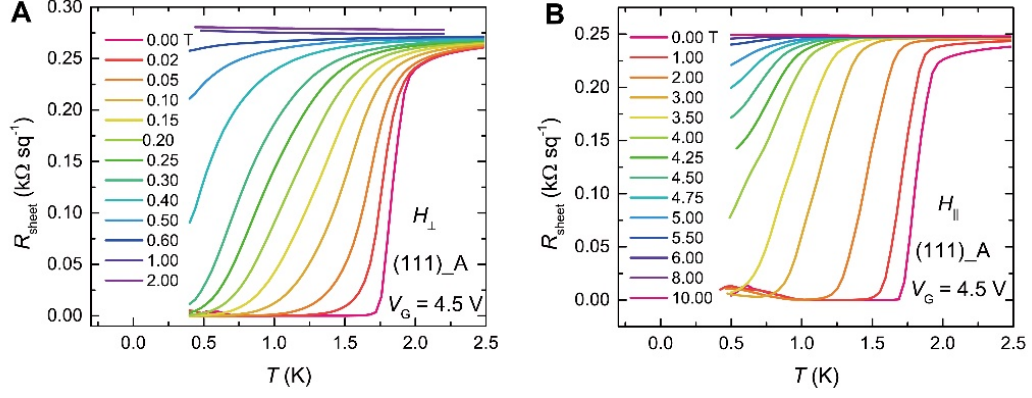 A
R_sheet (kΩ sq⁻¹)
0.30
0.25
0.20
0.15
0.10
0.05
0.00
0.00 T
0.02
0.05
0.10
0.15
0.20
0.25
0.30
0.40
0.50
0.60
1.00
2.00
H_⊥
(111)_A
V_G = 4.5 V
0.0 0.5 1.0 1.5 2.0 2.5
T (K)
B
R_sheet (kΩ sq⁻¹)
0.25
0.20
0.15
0.10
0.05
0.00
0.00 T
1.00
2.00
3.00
3.50
4.00
4.25
4.50
4.75
5.00
5.50
6.00
8.00
10.00
H_||
(111)_A
V_G = 4.5 V
0.0 0.5 1.0 1.5 2.0 2.5
T (K)